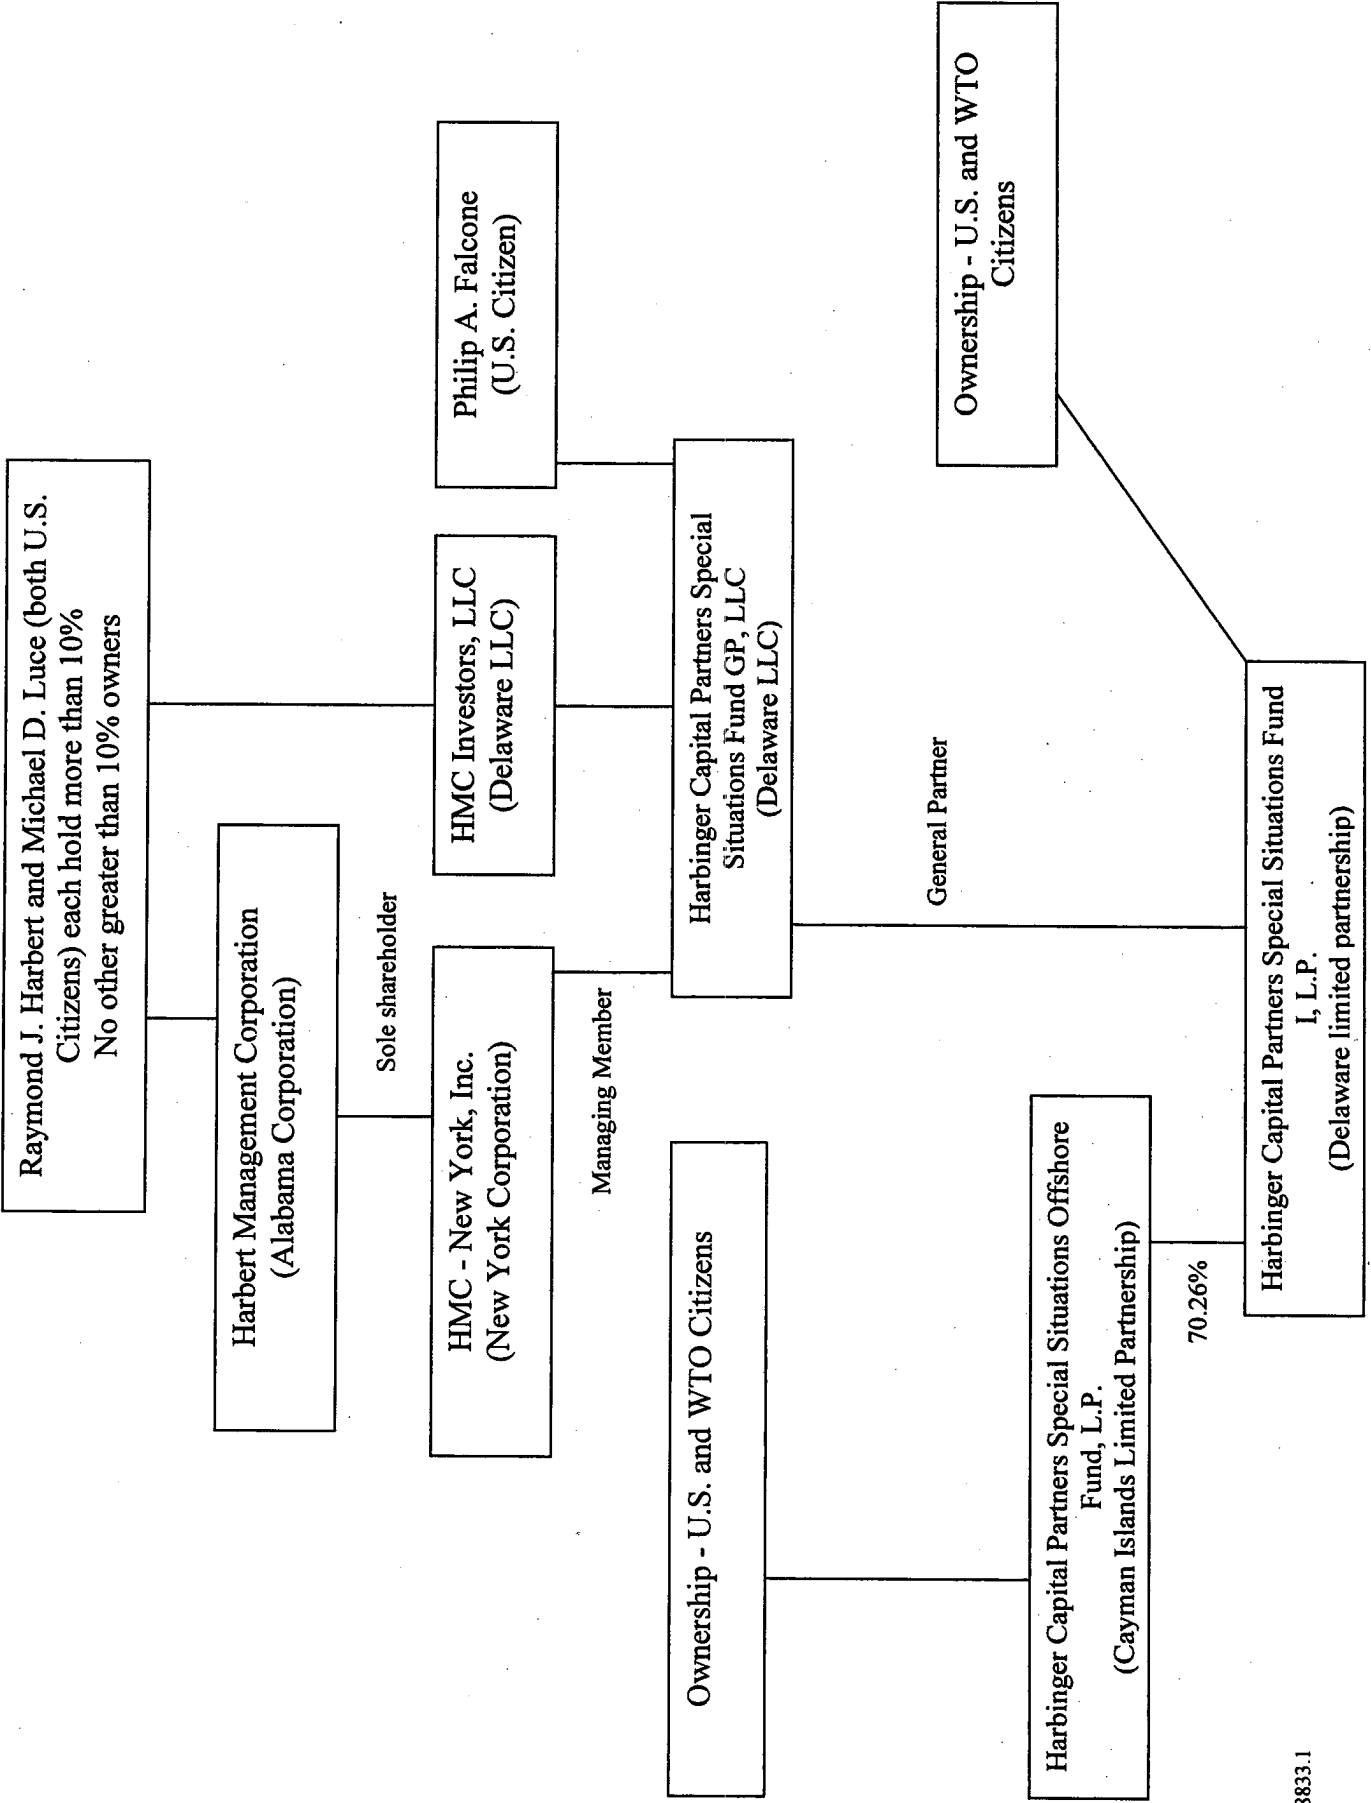 Raymond J. Harbert and Michael D. Luce (both U.S.
Citizens) each hold more than 10%
No other greater than 10% owners
Harbert Management Corporation
(Alabama Corporation)
Sole shareholder
HMC - New York, Inc.
(New York Corporation)
HMC Investors, LLC
(Delaware LLC)
Philip A. Falcone
(U.S. Citizen)
Managing Member
Ownership - U.S. and WTO Citizens
Harbinger Capital Partners Special
Situations Fund GP, LLC
(Delaware LLC)
General Partner
Ownership - U.S. and WTO
Citizens
Harbinger Capital Partners Special Situations Offshore
Fund, L.P.
(Cayman Islands Limited Partnership)
70.26%
Harbinger Capital Partners Special Situations Fund
I, L.P.
(Delaware limited partnership)
3833.1